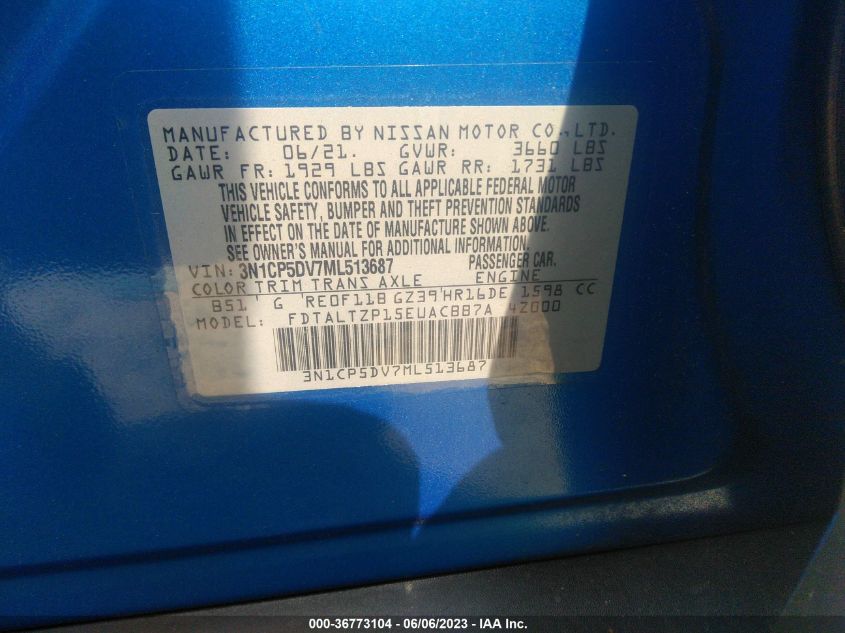 MANUFACTURED BY NISSAN MOTOR CO.,LTD.
DATE: 06/21. GVWR: 3660 LBS
GAWR FR: 1929 LBS GAWR RR: 1731 LBS
THIS VEHICLE CONFORMS TO ALL APPLICABLE FEDERAL MOTOR
VEHICLE SAFETY, BUMPER AND THEFT PREVENTION STANDARDS
IN EFFECT ON THE DATE OF MANUFACTURE SHOWN ABOVE.
SEE OWNER'S MANUAL FOR ADDITIONAL INFORMATION.
VIN: 3N1CP5DV7ML513687 PASSENGER CAR.
COLOR TRIM TRANS AXLE ENGINE
B51 'G 'RE0F11B GZ39'HR16DE 1598 CC
MODEL: FDTALTZP15EUACBB7A 42000
3N1CP5DV7ML513687
000-36773104 - 06/06/2023 - IAA Inc.